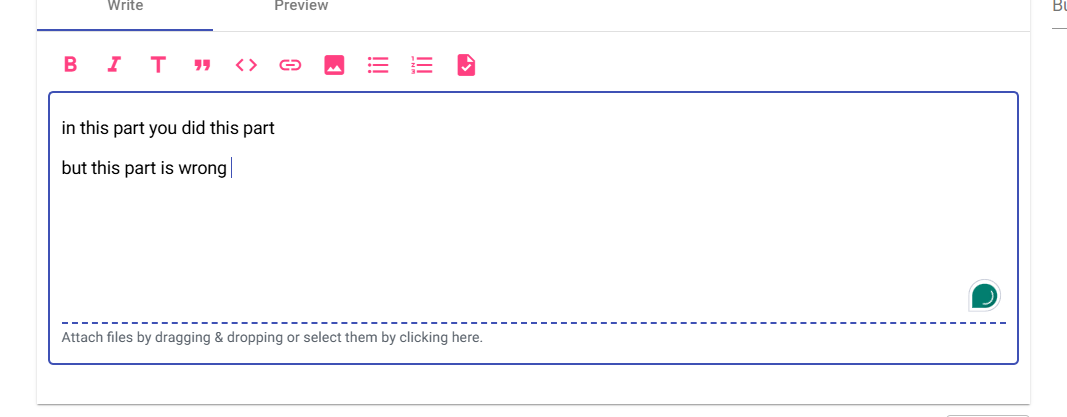 Write Preview
in this part you did this part
but this part is wrong
Attach files by dragging & dropping or select them by clicking here.